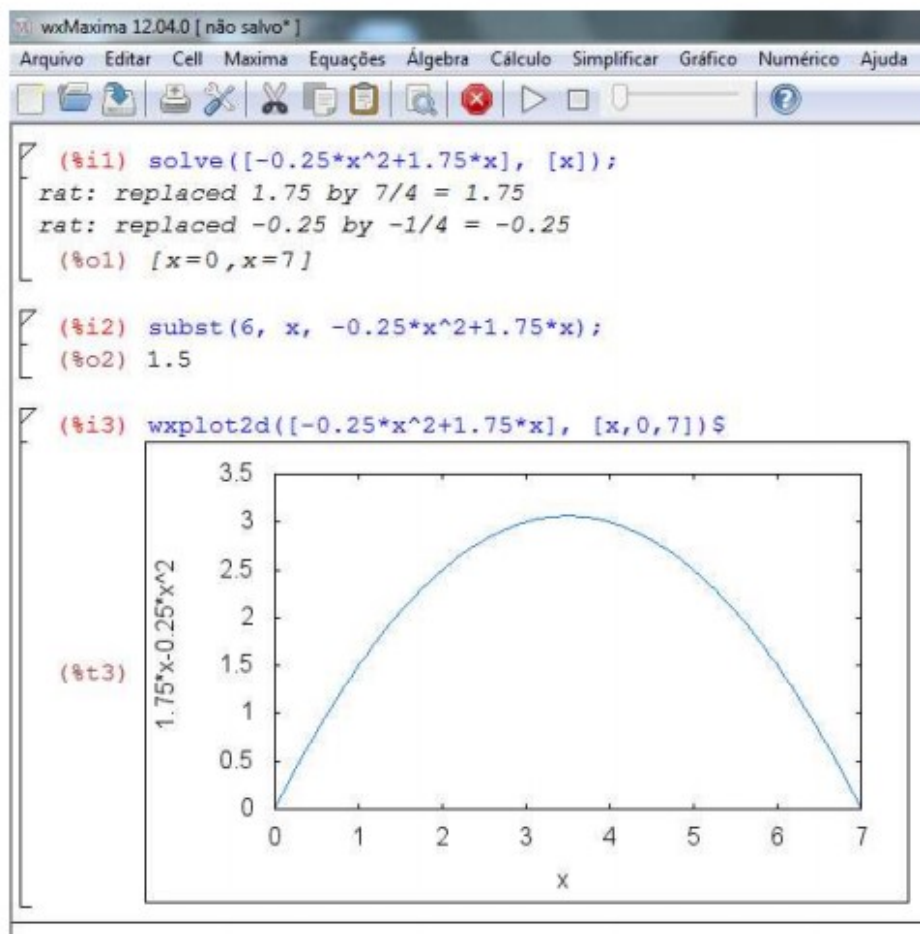 wxMaxima 12.04.0 [ não salvo* ]
Arquivo Editar Cell Maxima Equações Álgebra Cálculo Simplificar Gráfico Numérico Ajuda
(%i1) solve([-0.25*x^2+1.75*x], [x]);
rat: replaced 1.75 by 7/4 = 1.75
rat: replaced -0.25 by -1/4 = -0.25
(%o1) [x=0,x=7]
(%i2) subst(6, x, -0.25*x^2+1.75*x);
(%o2) 1.5
(%i3) wxplot2d([-0.25*x^2+1.75*x], [x,0,7])$
(%t3)
1.75*x-0.25*x^2
3.5
3
2.5
2
1.5
1
0.5
0
0 1 2 3 4 5 6 7
x